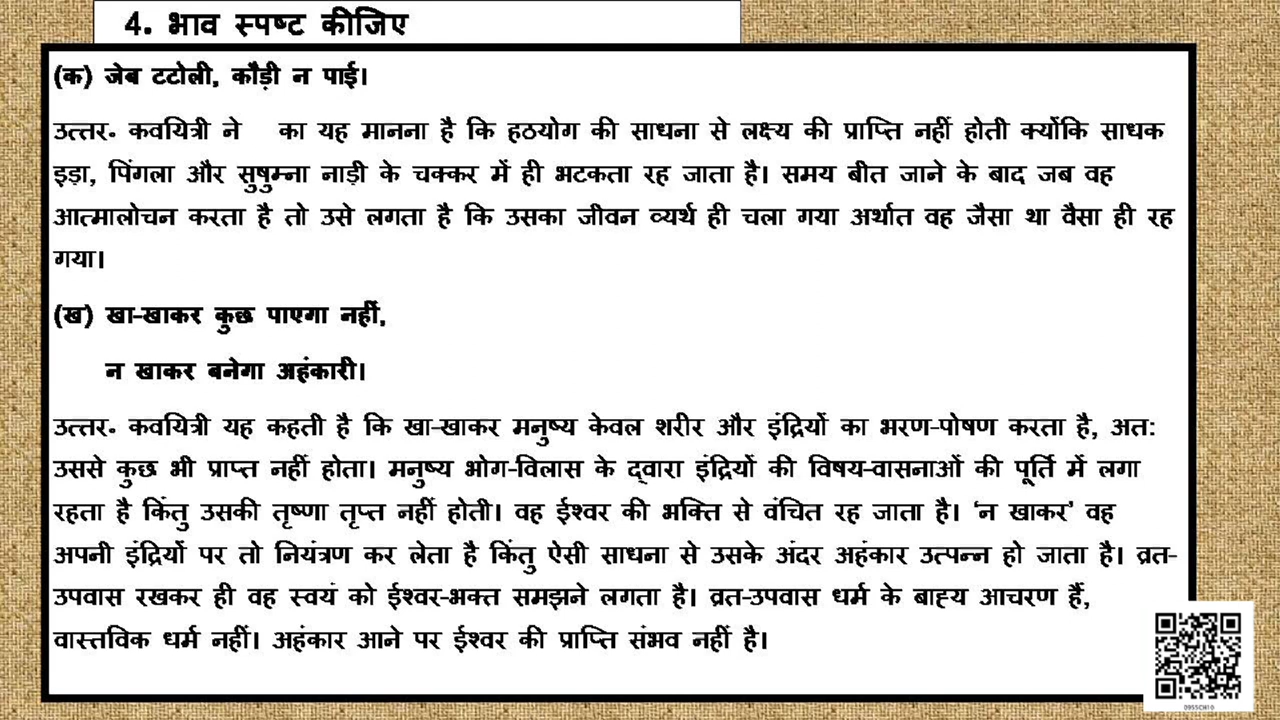 4. भाव स्पष्ट कीजिए
(क) जेब टटोली, कौड़ी न पाई।
उत्तर. कवयित्री ने का यह मानना है कि हठयोग की साधना से लक्ष्य की प्राप्ति नहीं होती क्योंकि साधक
इड़ा, पिंगला और सुषुम्ना नाड़ी के चक्कर में ही भटकता रह जाता है। समय बीत जाने के बाद जब वह
आत्मालोचन करता है तो उसे लगता है कि उसका जीवन व्यर्थ ही चला गया अर्थात वह जैसा था वैसा ही रह
गया।
(ख) खा-खाकर कुछ पाएगा नहीं,
न खाकर बनेगा अहंकारी।
उत्तर. कवयित्री यह कहती है कि खा-खाकर मनुष्य केवल शरीर और इंद्रियों का भरण-पोषण करता है, अत:
उससे कुछ भी प्राप्त नहीं होता। मनुष्य भोग-विलास के द्वारा इंद्रियों की विषय-वासनाओं की पूर्ति में लगा
रहता है किंतु उसकी तृष्णा तृप्त नहीं होती। वह ईश्वर की भक्ति से वंचित रह जाता है। ‘न खाकर’ वह
अपनी इंद्रियों पर तो नियंत्रण कर लेता है किंतु ऐसी साधना से उसके अंदर अहंकार उत्पन्न हो जाता है। व्रत-
उपवास रखकर ही वह स्वयं को ईश्वर-भक्त समझने लगता है। व्रत-उपवास धर्म के बाह्य आचरण हैं,
वास्तविक धर्म नहीं। अहंकार आने पर ईश्वर की प्राप्ति संभव नहीं है।